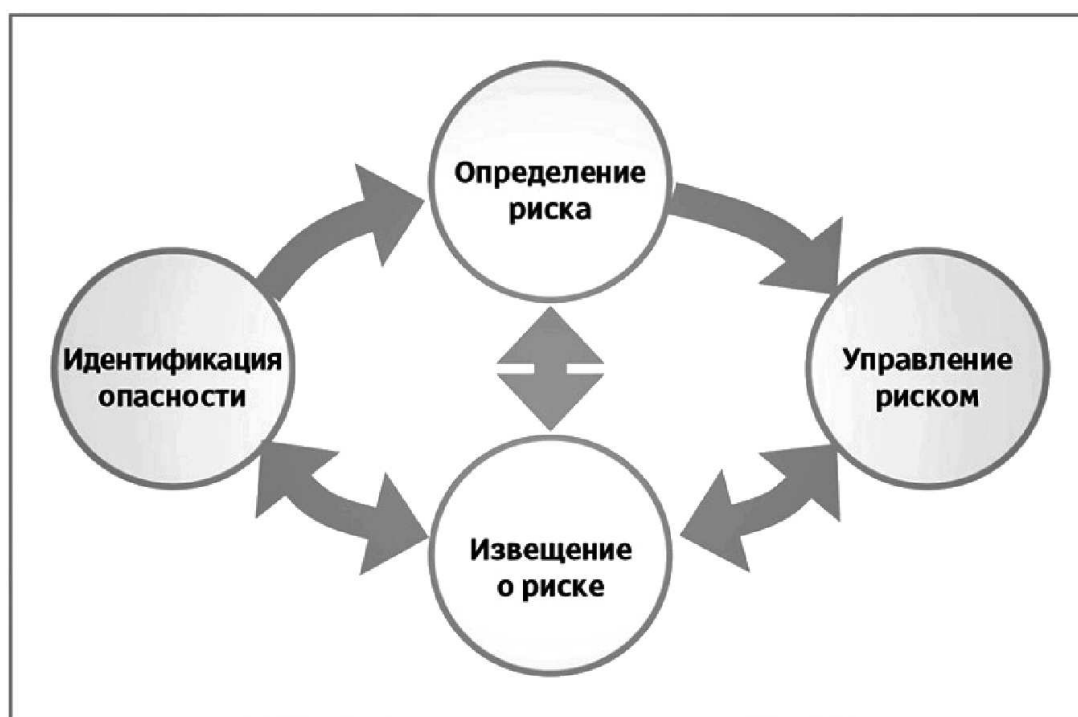 Определение
риска
Идентификация
опасности
Управление
риском
Извещение
о риске